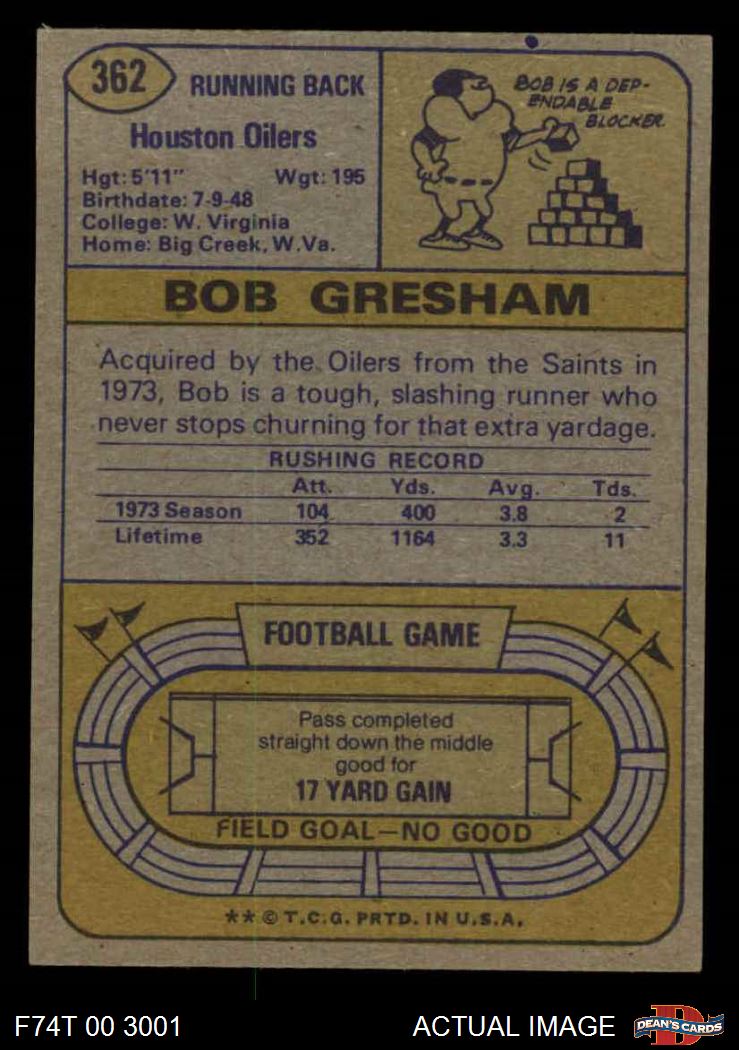 362
RUNNING BACK
Houston Oilers
Hgt: 5'11" Wgt: 195
Birthdate: 7-9-48
College: W. Virginia
Home: Big Creek, W.Va.
BOB IS A DEP-
ENDABLE
BLOCKER.
BOB GRESHAM
Acquired by the Oilers from the Saints in
1973, Bob is a tough, slashing runner who
never stops churning for that extra yardage.
RUSHING RECORD
Att. Yds. Avg. Tds.
1973 Season 104 400 3.8 2
Lifetime 352 1164 3.3 11
FOOTBALL GAME
Pass completed
straight down the middle
good for
17 YARD GAIN
FIELD GOAL—NO GOOD
** © T.C.G. PRTD. IN U.S.A.
F74T 00 3001
ACTUAL IMAGE
D
DEAN'S CARDS